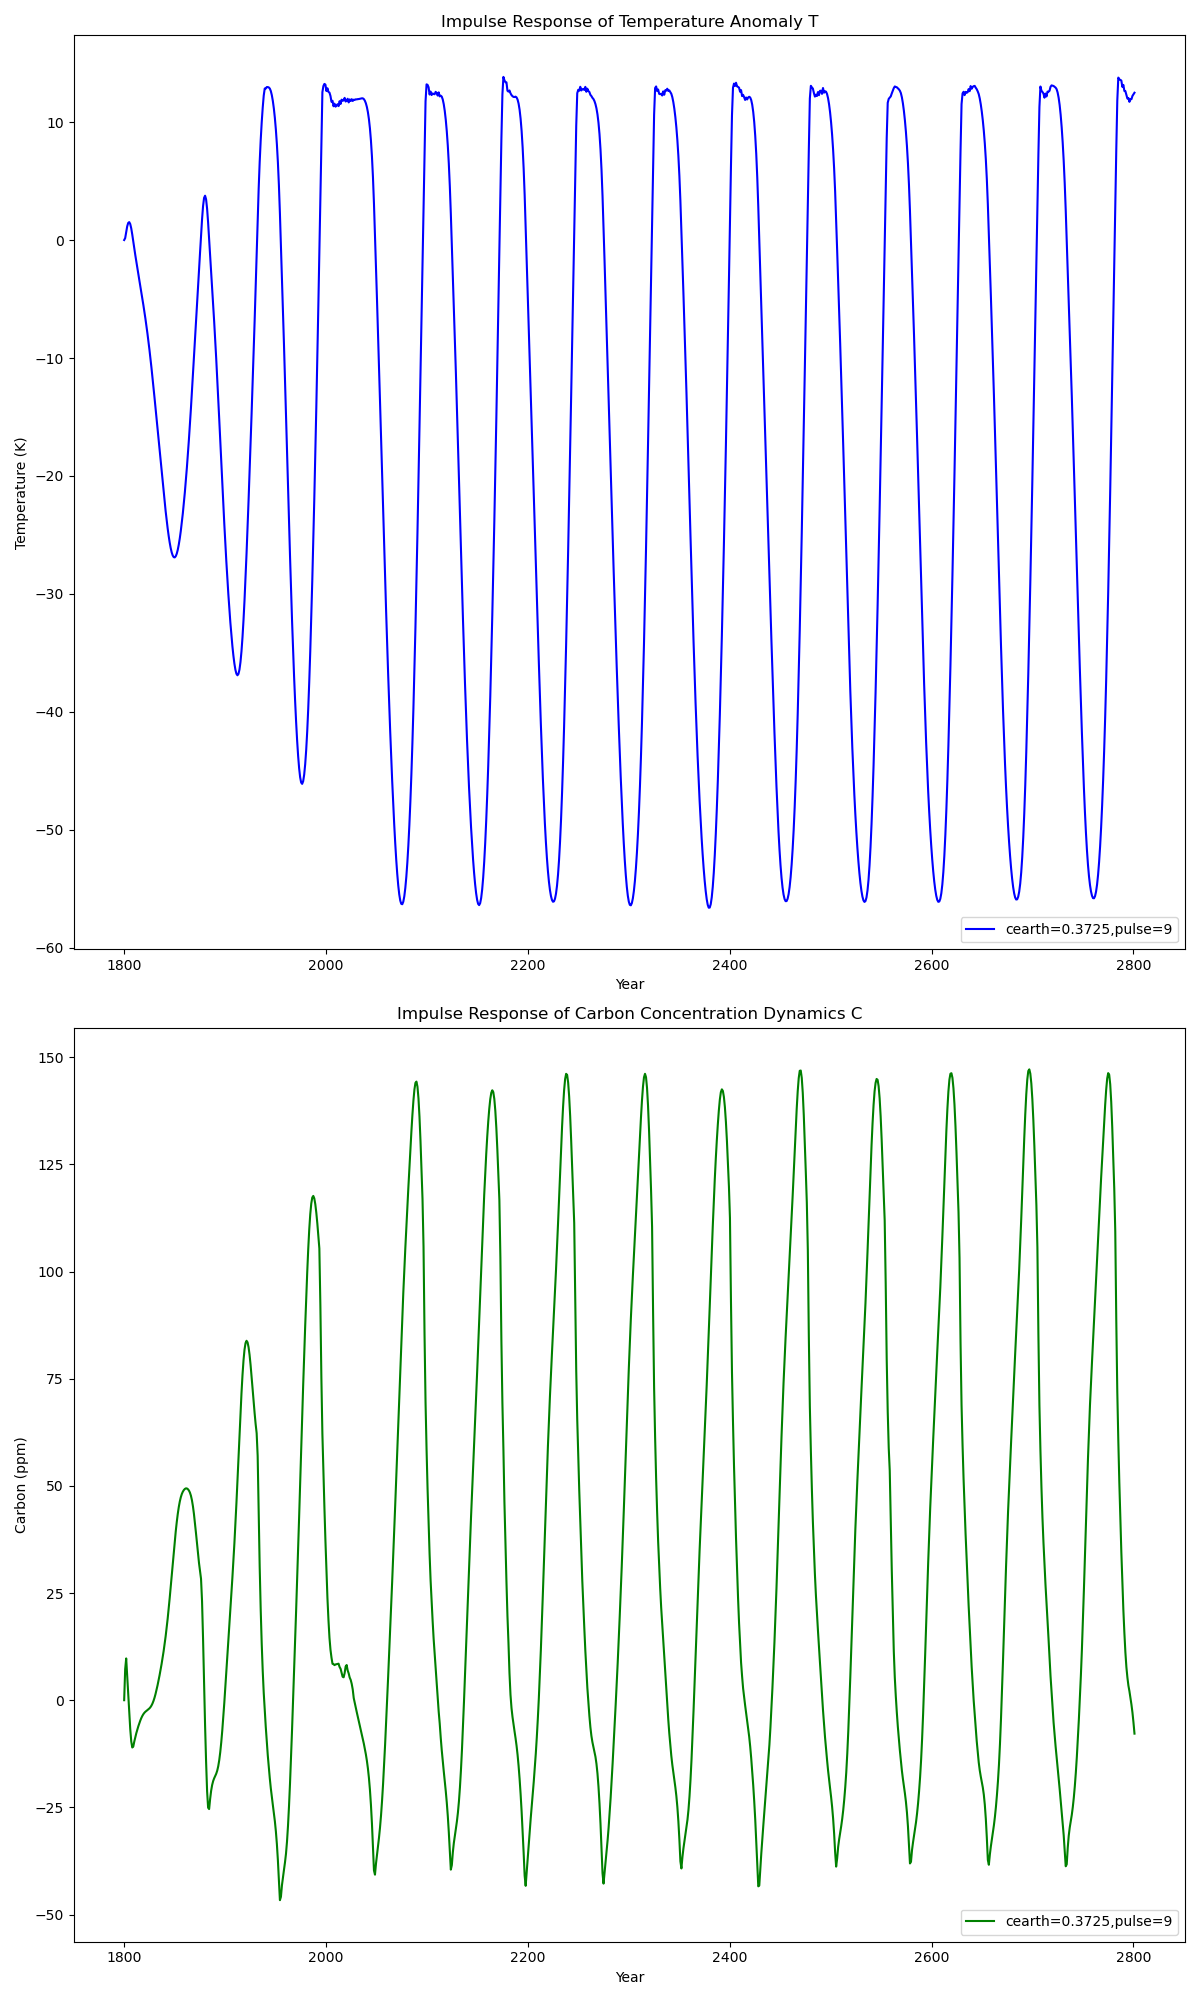 Impulse Response of Temperature Anomaly T
Temperature (K)
10
0
−10
−20
−30
−40
−50
−60
1800 2000 2200 2400 2600 2800
Year
cearth=0.3725,pulse=9
Impulse Response of Carbon Concentration Dynamics C
Carbon (ppm)
150
125
100
75
50
25
0
−25
−50
1800 2000 2200 2400 2600 2800
Year
cearth=0.3725,pulse=9